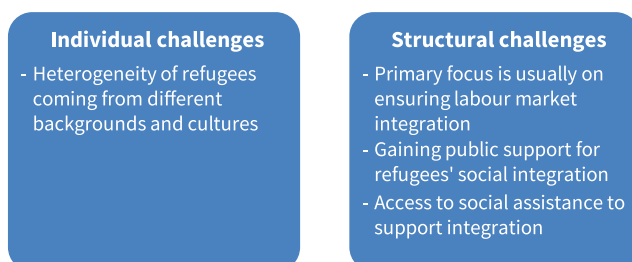 Individual challenges
- Heterogeneity of refugees
coming from different
backgrounds and cultures
Structural challenges
- Primary focus is usually on
ensuring labour market
integration
- Gaining public support for
refugees' social integration
- Access to social assistance to
support integration